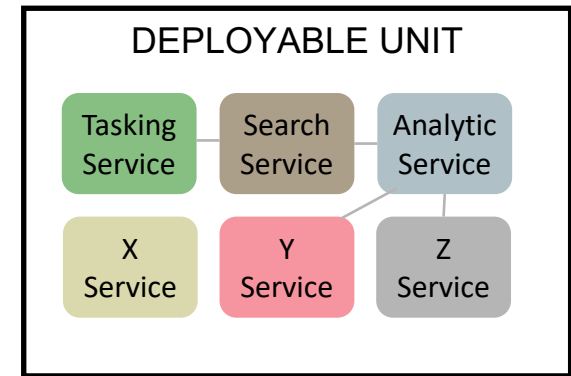 DEPLOYABLE UNIT
Tasking
Service
Search
Service
Analytic
Service
X
Service
Y
Service
Z
Service